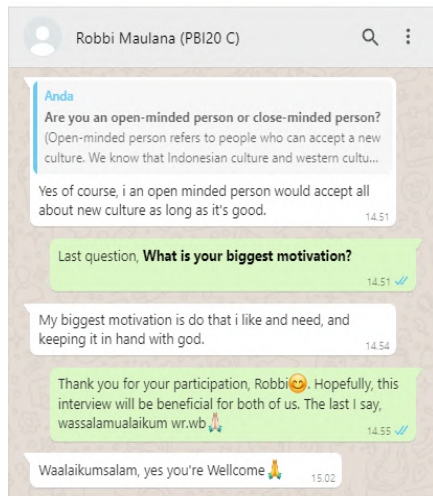 Robbi Maulana (PBI20 C)
Anda
Are you an open-minded person or close-minded person?
(Open-minded person refers to people who can accept a new
culture. We know that Indonesian culture and western cultu...
Yes of course, i an open minded person would accept all
about new culture as long as it's good.
14.51
Last question, What is your biggest motivation?
14.51
My biggest motivation is do that i like and need, and
keeping it in hand with god.
14.54
Thank you for your participation, Robbi😊. Hopefully, this
interview will be beneficial for both of us. The last I say,
wassalamualaikum wr.wb🙏🏻
14.55
Waalaikumsalam, yes you're Wellcome🙏
15.02